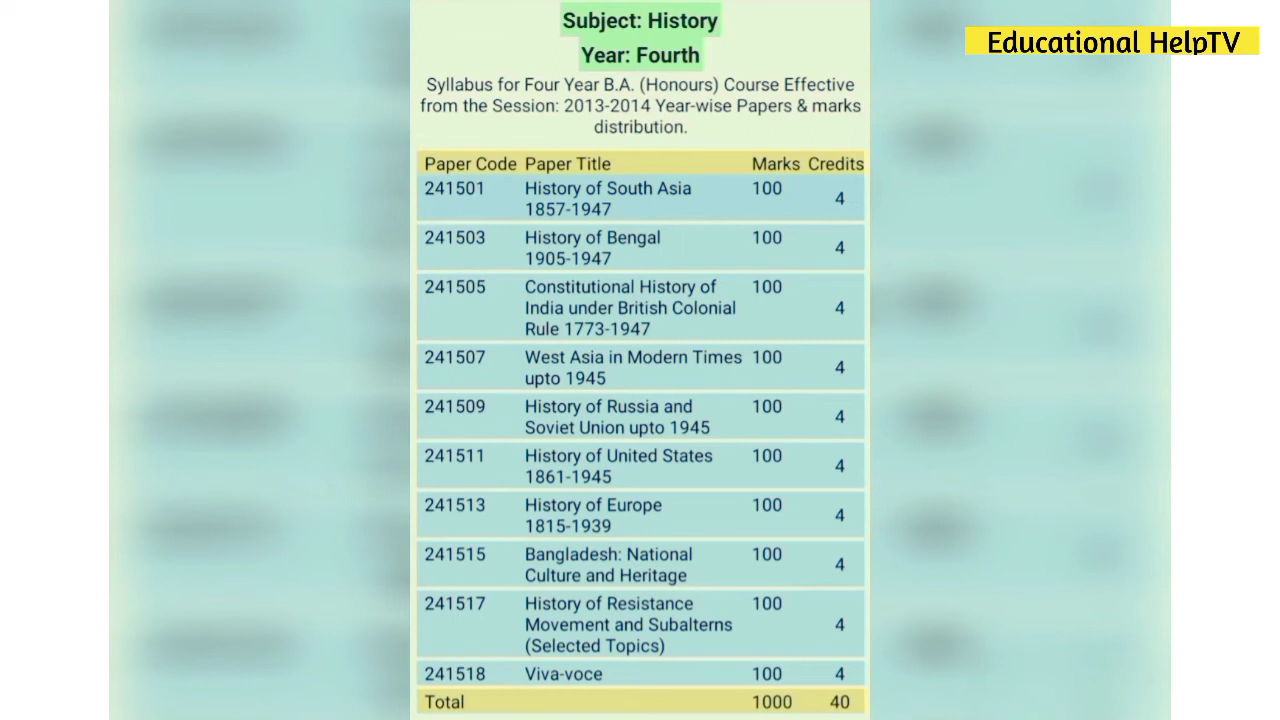 Subject: History
Year: Fourth
Educational HelpTV
Syllabus for Four Year B.A. (Honours) Course Effective
from the Session: 2013-2014 Year-wise Papers & marks
distribution.
Paper Code Paper Title Marks Credits
241501 History of South Asia 100 4
1857-1947
241503 History of Bengal 100 4
1905-1947
241505 Constitutional History of 100 4
India under British Colonial
Rule 1773-1947
241507 West Asia in Modern Times 100 4
upto 1945
241509 History of Russia and 100 4
Soviet Union upto 1945
241511 History of United States 100 4
1861-1945
241513 History of Europe 100 4
1815-1939
241515 Bangladesh: National 100 4
Culture and Heritage
241517 History of Resistance 100 4
Movement and Subalterns
(Selected Topics)
241518 Viva-voce 100 4
Total 1000 40